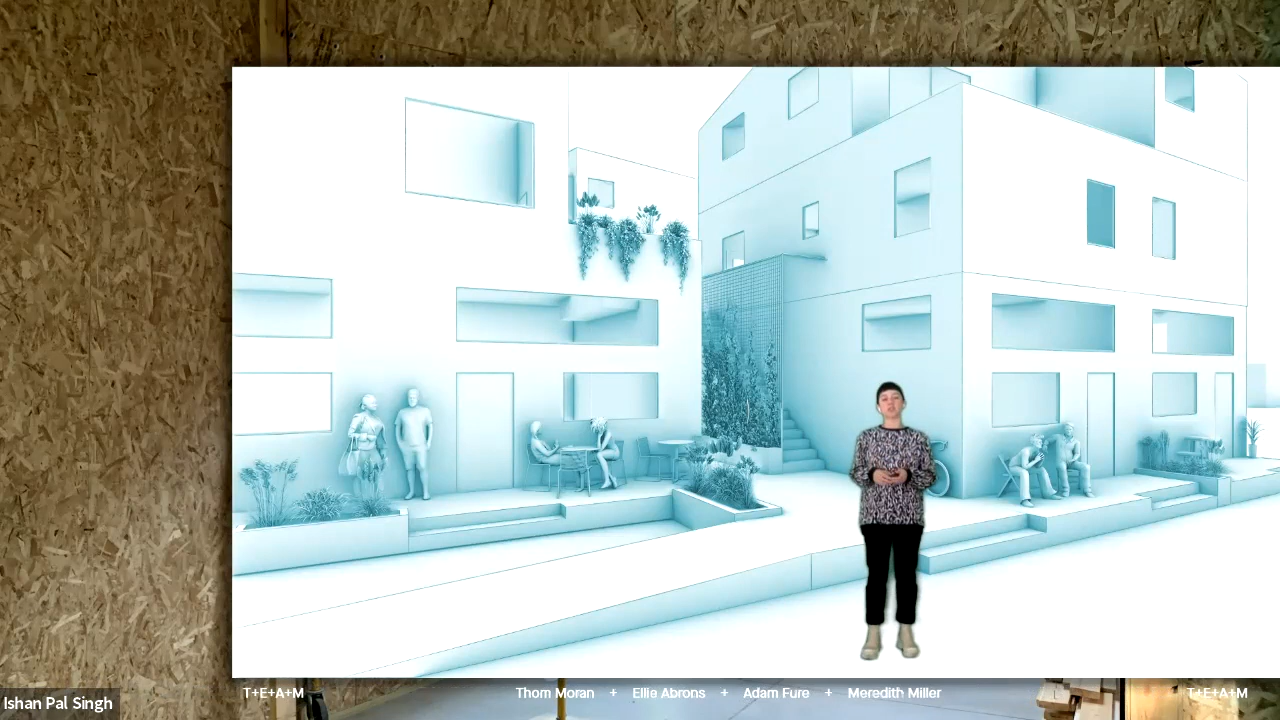 T+E+A+M Thom Moran + Ellie Abrons + Adam Fure + Meredith Miller T+E+A+M
Ishan Pal Singh